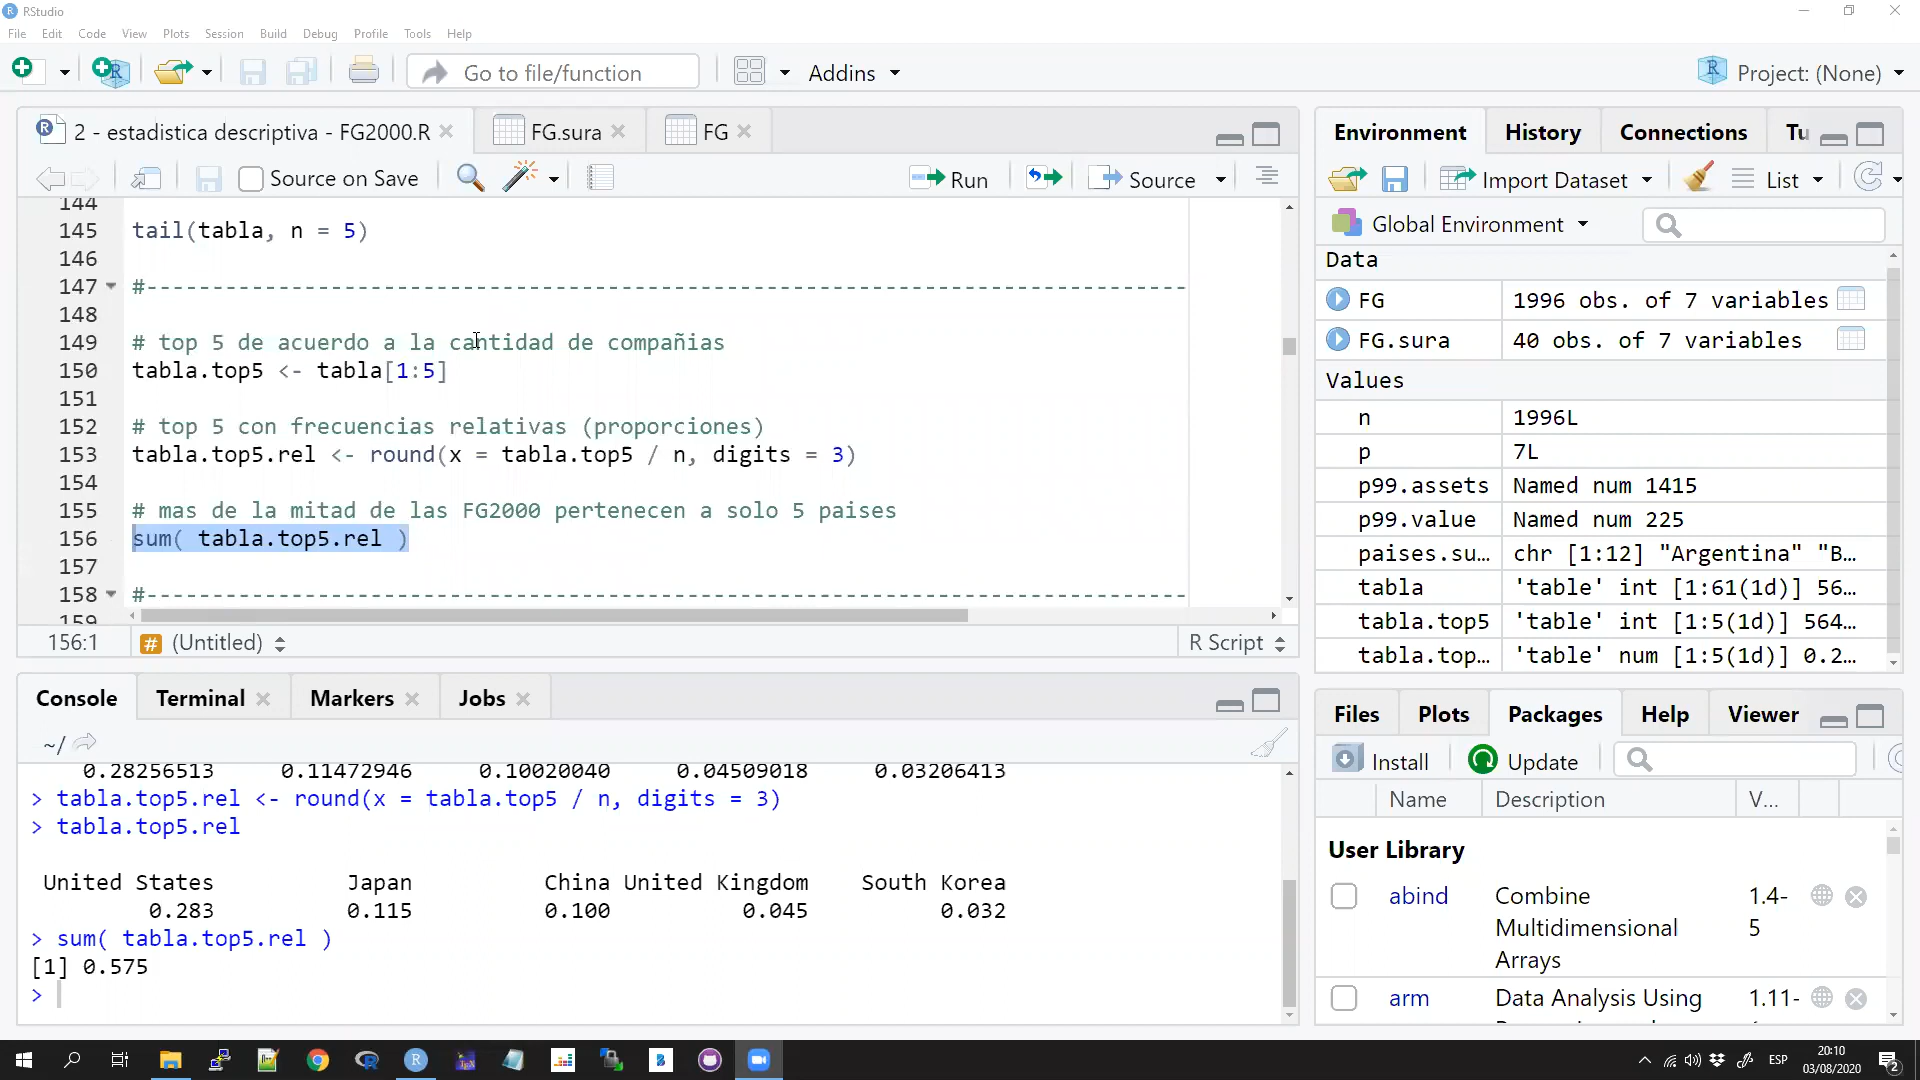 RStudio
File Edit Code View Plots Session Build Debug Profile Tools Help
Go to file/function Addins Project: (None)
2 - estadistica descriptiva - FG2000.R FG.sura FG
Source on Save Run Source
144
145 tail(tabla, n = 5)
146
147 #--------------------------------------------------------------------------------
148
149 # top 5 de acuerdo a la cantidad de compañias
150 tabla.top5 <- tabla[1:5]
151
152 # top 5 con frecuencias relativas (proporciones)
153 tabla.top5.rel <- round(x = tabla.top5 / n, digits = 3)
154
155 # mas de la mitad de las FG2000 pertenecen a solo 5 paises
156 sum( tabla.top5.rel )
157
158 #--------------------------------------------------------------------------------
159
156:1 # (Untitled) R Script
Console Terminal Markers Jobs
~/
0.28256513 0.11472946 0.10020040 0.04509018 0.03206413
> tabla.top5.rel <- round(x = tabla.top5 / n, digits = 3)
> tabla.top5.rel
United States Japan China United Kingdom South Korea
0.283 0.115 0.100 0.045 0.032
> sum( tabla.top5.rel )
[1] 0.575
>
Environment History Connections Tu
Import Dataset List
Global Environment
Data
FG 1996 obs. of 7 variables
FG.sura 40 obs. of 7 variables
Values
n 1996L
p 7L
p99.assets Named num 1415
p99.value Named num 225
paises.su… chr [1:12] "Argentina" "B…
tabla 'table' int [1:61(1d)] 56…
tabla.top5 'table' int [1:5(1d)] 564…
tabla.top… 'table' num [1:5(1d)] 0.2…
Files Plots Packages Help Viewer
Install Update
Name Description V...
User Library
abind Combine 1.4-
Multidimensional 5
Arrays
arm Data Analysis Using 1.11-
ESP 20:10
03/08/2020 2